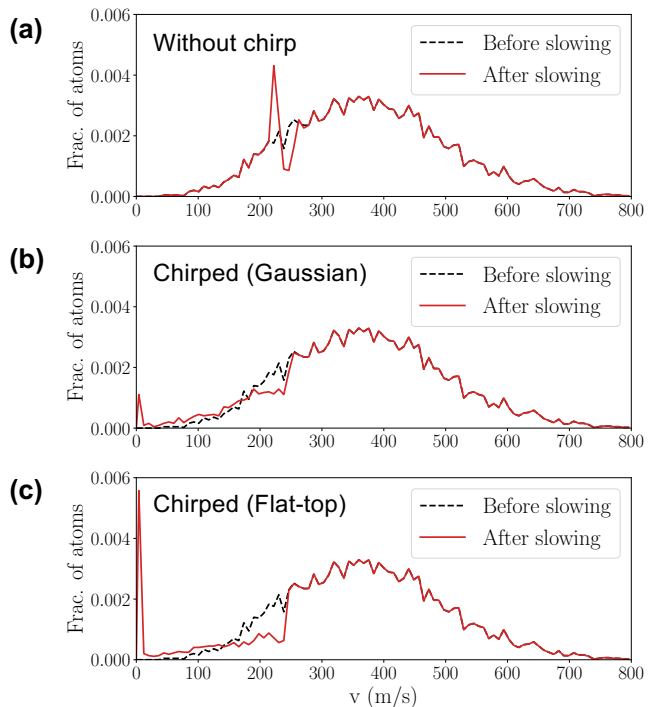 (a)
Without chirp
Before slowing
After slowing
Frac. of atoms
0.006
0.004
0.002
0.000
0 100 200 300 400 500 600 700 800
(b)
Chirped (Gaussian)
Before slowing
After slowing
Frac. of atoms
0.006
0.004
0.002
0.000
0 100 200 300 400 500 600 700 800
(c)
Chirped (Flat-top)
Before slowing
After slowing
Frac. of atoms
0.006
0.004
0.002
0.000
0 100 200 300 400 500 600 700 800
v (m/s)